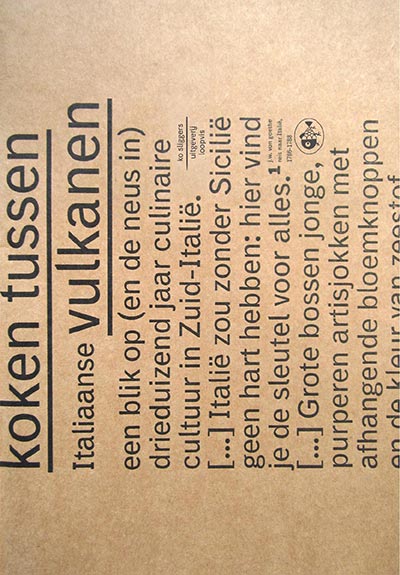 koken tussen
Italiaanse vulkanen
een blik op (en de neus in)
drieduizend jaar culinaire
cultuur in Zuid-Italië.
ko sliggers
uitgeverij
loopvis
[...] Italië zou zonder Sicilië
geen hart hebben: hier vind
je de sleutel voor alles.1
j.w. von goethe
reis naar Italië,
1786-1788
[...] Grote bossen jonge,
purperen artisjokken met
afhangende bloemknoppen
en de kleur van zeestof